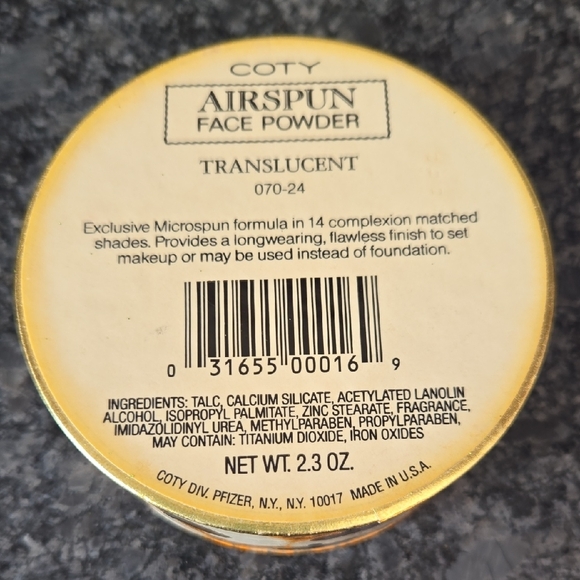 COTY
AIRSPUN
FACE POWDER
TRANSLUCENT
070-24
Exclusive Microspun formula in 14 complexion matched
shades. Provides a longwearing, flawless finish to set
makeup or may be used instead of foundation.
0 31655 00016 9
INGREDIENTS: TALC, CALCIUM SILICATE, ACETYLATED LANOLIN
ALCOHOL, ISOPROPYL PALMITATE, ZINC STEARATE, FRAGRANCE,
IMIDAZOLIDINYL UREA, METHYLPARABEN, PROPYLPARABEN,
MAY CONTAIN: TITANIUM DIOXIDE, IRON OXIDES
NET WT. 2.3 OZ.
COTY DIV. PFIZER, N.Y., N.Y. 10017 MADE IN U.S.A.